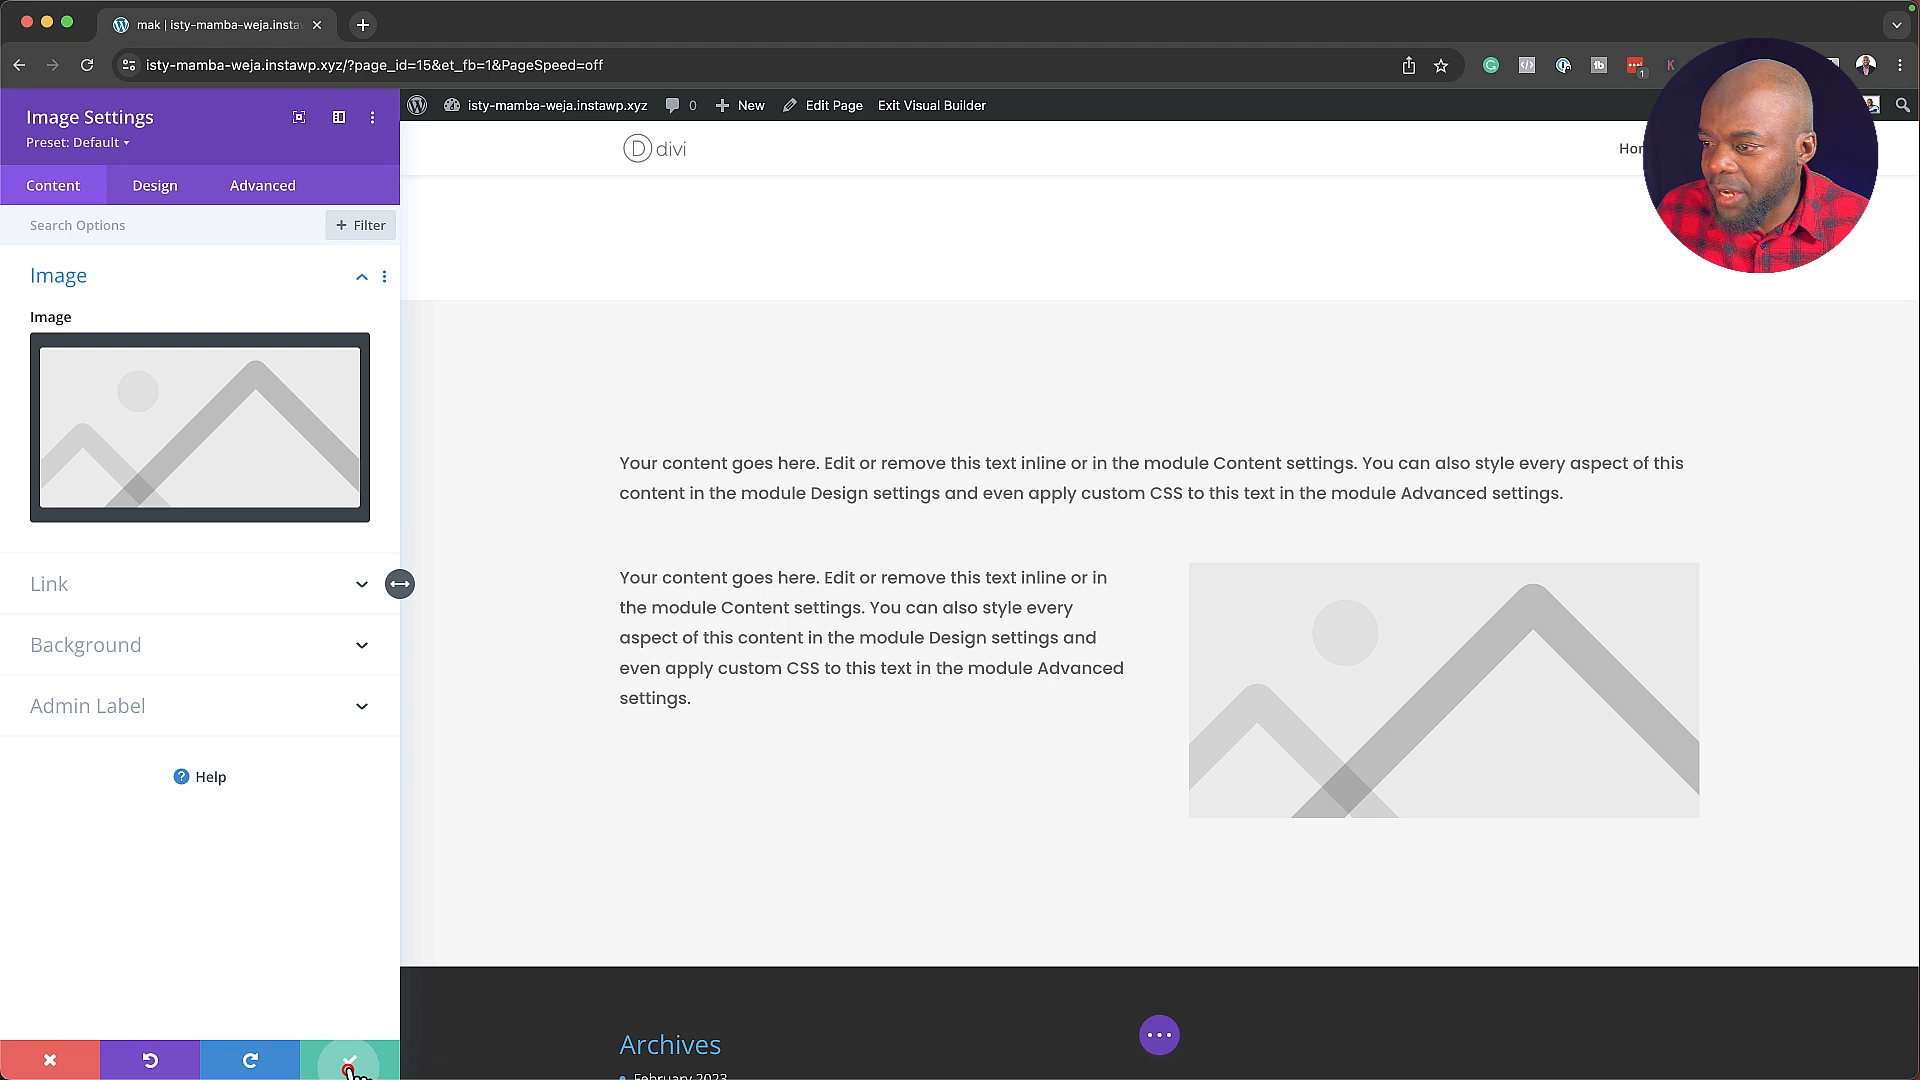 mak | isty-mamba-weja.insta
isty-mamba-weja.instawp.xyz/?page_id=15&et_fb=1&PageSpeed=off
1
K
Image Settings
Preset: Default
isty-mamba-weja.instawp.xyz
0
New
Edit Page
Exit Visual Builder
D divi
Hor
Content
Design
Advanced
Search Options
+ Filter
Image
Image
Your content goes here. Edit or remove this text inline or in the module Content settings. You can also style every aspect of this
content in the module Design settings and even apply custom CSS to this text in the module Advanced settings.
Your content goes here. Edit or remove this text inline or in
the module Content settings. You can also style every
aspect of this content in the module Design settings and
even apply custom CSS to this text in the module Advanced
settings.
Link
Background
Admin Label
? Help
Archives
February 2023